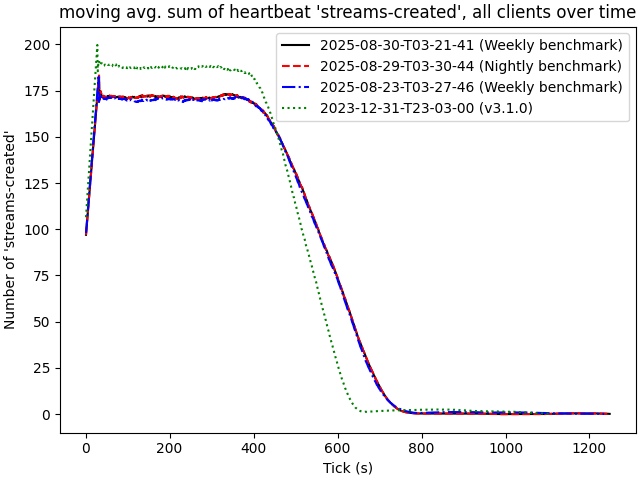 moving avg. sum of heartbeat 'streams-created', all clients over time
2025-08-30-T03-21-41 (Weekly benchmark)
2025-08-29-T03-30-44 (Nightly benchmark)
2025-08-23-T03-27-46 (Weekly benchmark)
2023-12-31-T23-03-00 (v3.1.0)
Number of 'streams-created'
200
175
150
125
100
75
50
25
0
0 200 400 600 800 1000 1200
Tick (s)